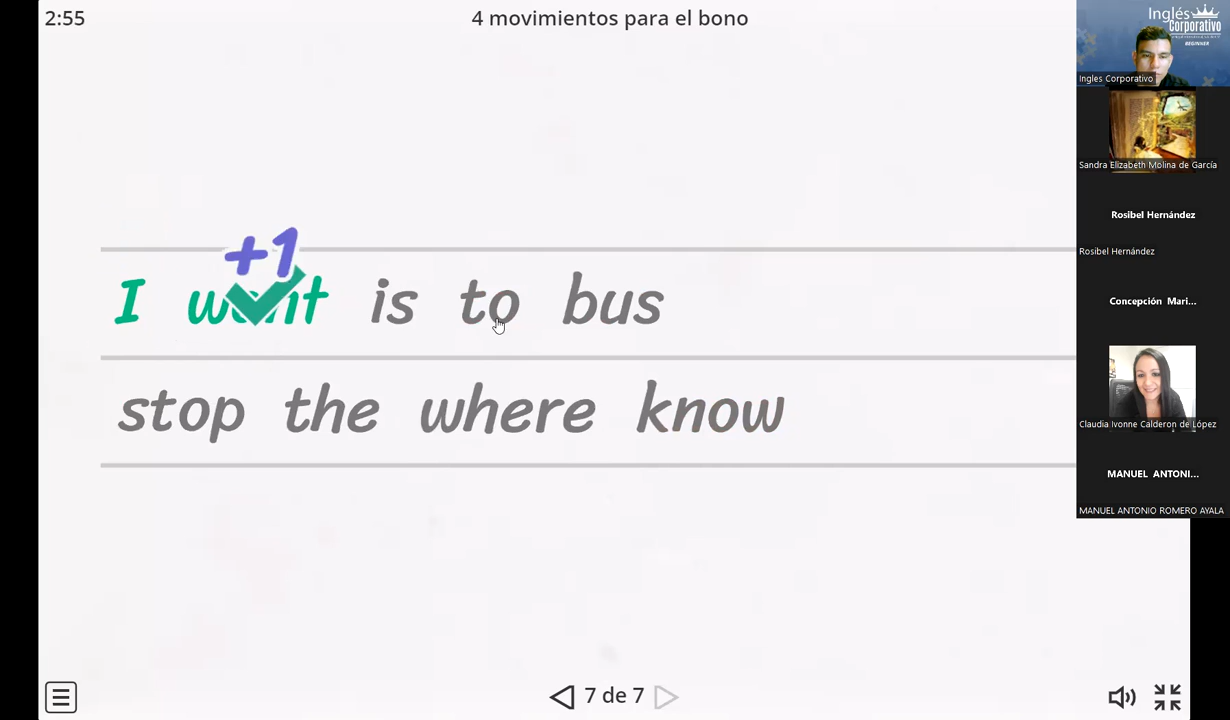 2:55
4 movimientos para el bono
Inglés
Corporativo
BEGINNER
Ingles Corporativo
Sandra Elizabeth Molina de García
Rosibel Hernández
Rosibel Hernández
Concepción Mari...
Claudia Ivonne Calderon de López
MANUEL ANTONI...
MANUEL ANTONIO ROMERO AYALA
+1
I want is to bus
stop the where know
7 de 7